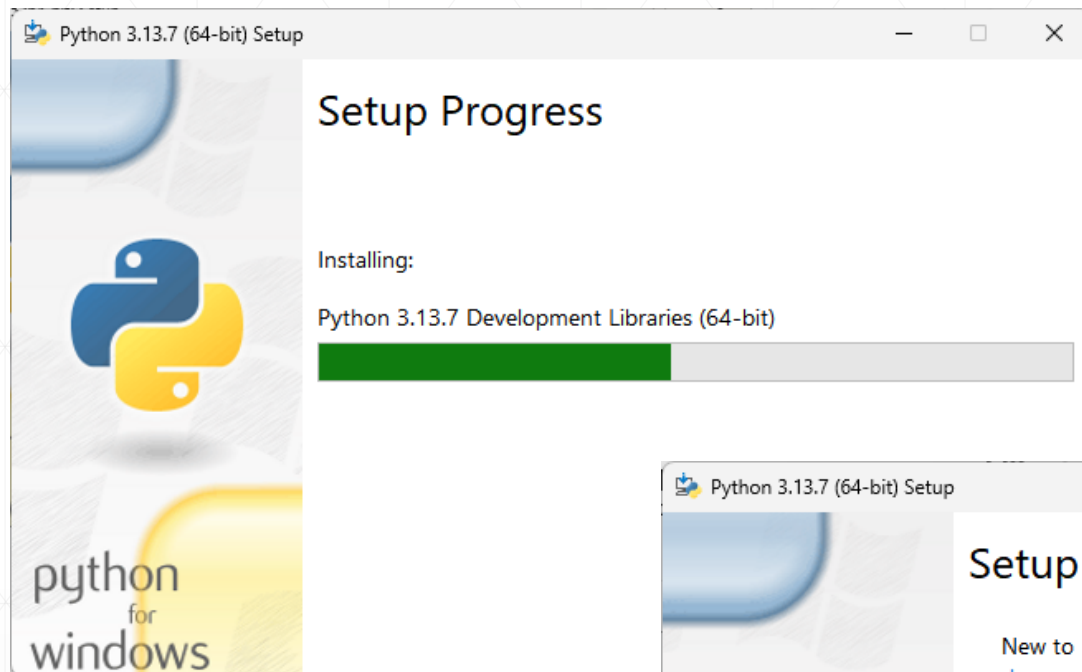 Python 3.13.7 (64-bit) Setup
Setup Progress
Installing:
Python 3.13.7 Development Libraries (64-bit)
python
for
windows
Python 3.13.7 (64-bit) Setup
Setup
New to